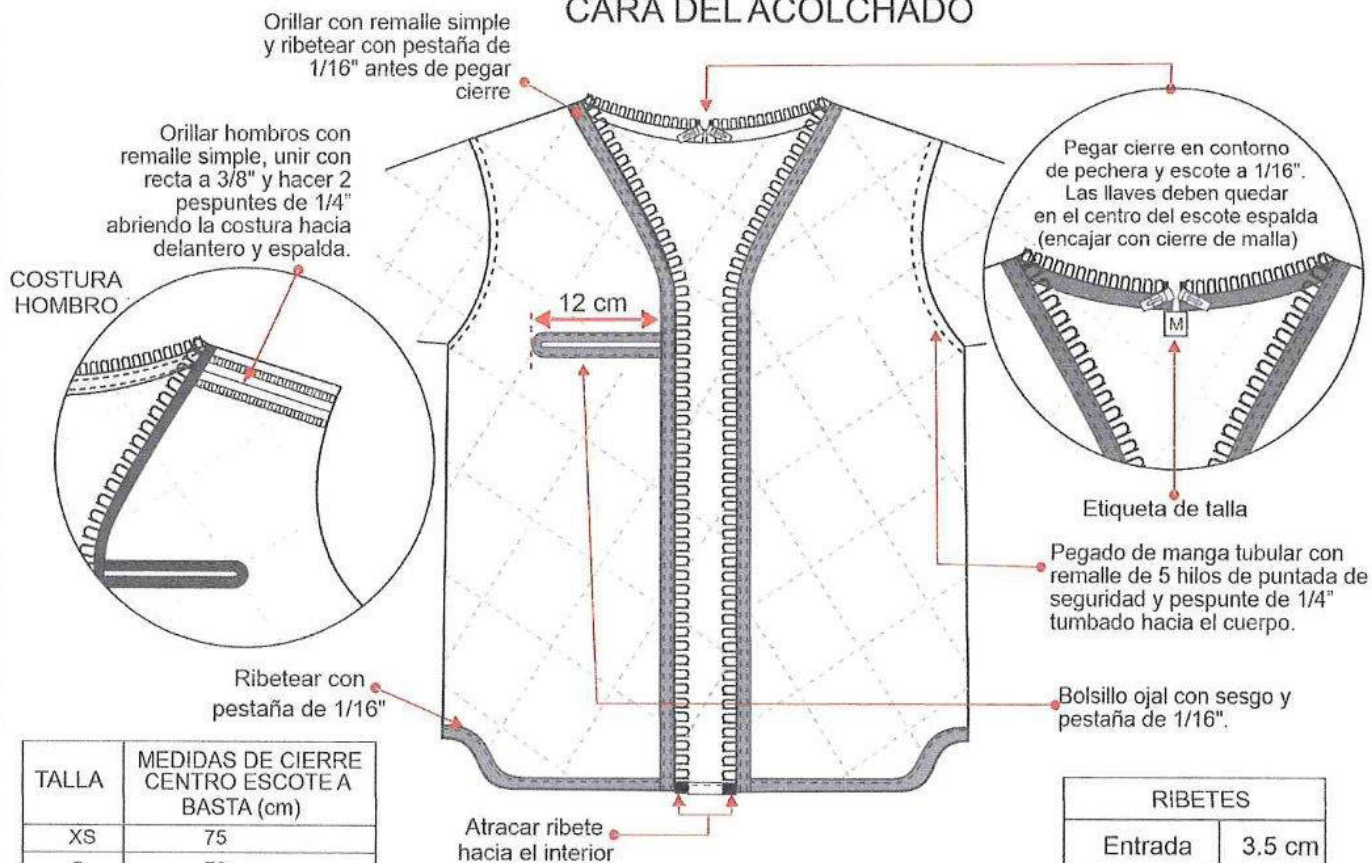 CARA DEL ACOLCHADO
Orillar con remalle simple
y ribetear con pestaña de
1/16" antes de pegar
cierre
Orillar hombros con
remalle simple, unir con
recta a 3/8" y hacer 2
pespuntes de 1/4"
abriendo la costura hacia
delantero y espalda.
COSTURA
HOMBRO
12 cm
Pegar cierre en contorno
de pechera y escote a 1/16".
Las llaves deben quedar
en el centro del escote espalda
(encajar con cierre de malla)
M
Etiqueta de talla
Pegado de manga tubular con
remalle de 5 hilos de puntada de
seguridad y pespunte de 1/4"
tumbado hacia el cuerpo.
Bolsillo ojal con sesgo y
pestaña de 1/16".
Ribetear con
pestaña de 1/16"
Atracar ribete
hacia el interior
TALLA
MEDIDAS DE CIERRE
CENTRO ESCOTE A
BASTA (cm)
XS 75
RIBETES
Entrada 3.5 cm